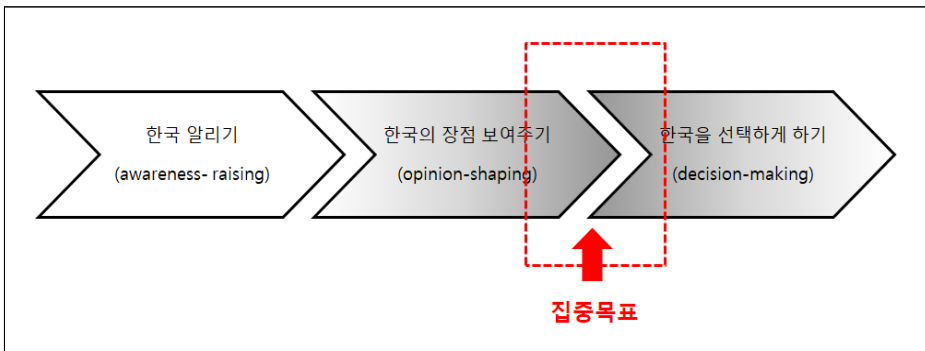 한국 알리기
(awareness- raising)
한국의 장점 보여주기
(opinion-shaping)
한국을 선택하게 하기
(decision-making)
집중목표